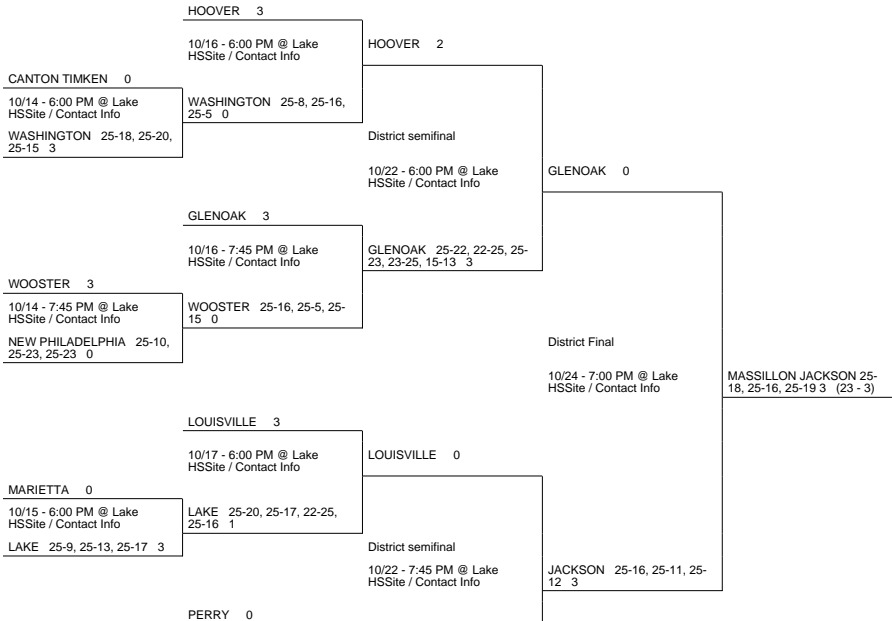 HOOVER 3
10/16 - 6:00 PM @ Lake
HSSite / Contact Info
HOOVER 2
CANTON TIMKEN 0
10/14 - 6:00 PM @ Lake
HSSite / Contact Info
WASHINGTON 25-8, 25-16,
25-5 0
WASHINGTON 25-18, 25-20,
25-15 3
District semifinal
10/22 - 6:00 PM @ Lake
HSSite / Contact Info
GLENOAK 0
GLENOAK 3
10/16 - 7:45 PM @ Lake
HSSite / Contact Info
GLENOAK 25-22, 22-25, 25-
23, 23-25, 15-13 3
WOOSTER 3
10/14 - 7:45 PM @ Lake
HSSite / Contact Info
WOOSTER 25-16, 25-5, 25-
15 0
NEW PHILADELPHIA 25-10,
25-23, 25-23 0
District Final
10/24 - 7:00 PM @ Lake
HSSite / Contact Info
MASSILLON JACKSON 25-
18, 25-16, 25-19 3 (23 - 3)
LOUISVILLE 3
10/17 - 6:00 PM @ Lake
HSSite / Contact Info
LOUISVILLE 0
MARIETTA 0
10/15 - 6:00 PM @ Lake
HSSite / Contact Info
LAKE 25-20, 25-17, 22-25,
25-16 1
LAKE 25-9, 25-13, 25-17 3
District semifinal
10/22 - 7:45 PM @ Lake
HSSite / Contact Info
JACKSON 25-16, 25-11, 25-
12 3
PERRY 0